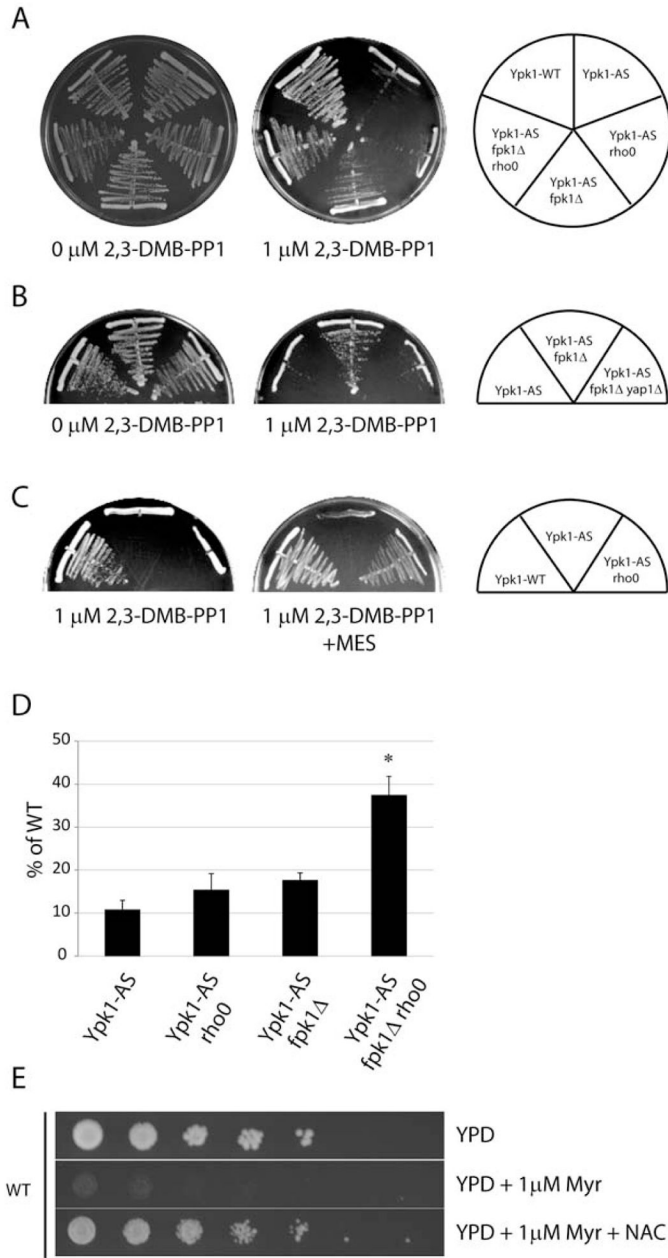 A
Ypk1-WT
Ypk1-AS
Ypk1-AS
fpk1Δ
rho0
Ypk1-AS
rho0
Ypk1-AS
fpk1Δ
0 μM 2,3-DMB-PP1
1 μM 2,3-DMB-PP1
B
Ypk1-AS
fpk1Δ
Ypk1-AS
Ypk1-AS
fpk1Δ yap1Δ
0 μM 2,3-DMB-PP1
1 μM 2,3-DMB-PP1
C
Ypk1-AS
Ypk1-WT
Ypk1-AS
rho0
1 μM 2,3-DMB-PP1
1 μM 2,3-DMB-PP1
+MES
D
% of WT
50
40
30
20
10
0
*
Ypk1-AS
Ypk1-AS
rho0
Ypk1-AS
fpk1Δ
Ypk1-AS
fpk1Δ rho0
E
WT
YPD
YPD + 1μM Myr
YPD + 1μM Myr + NAC